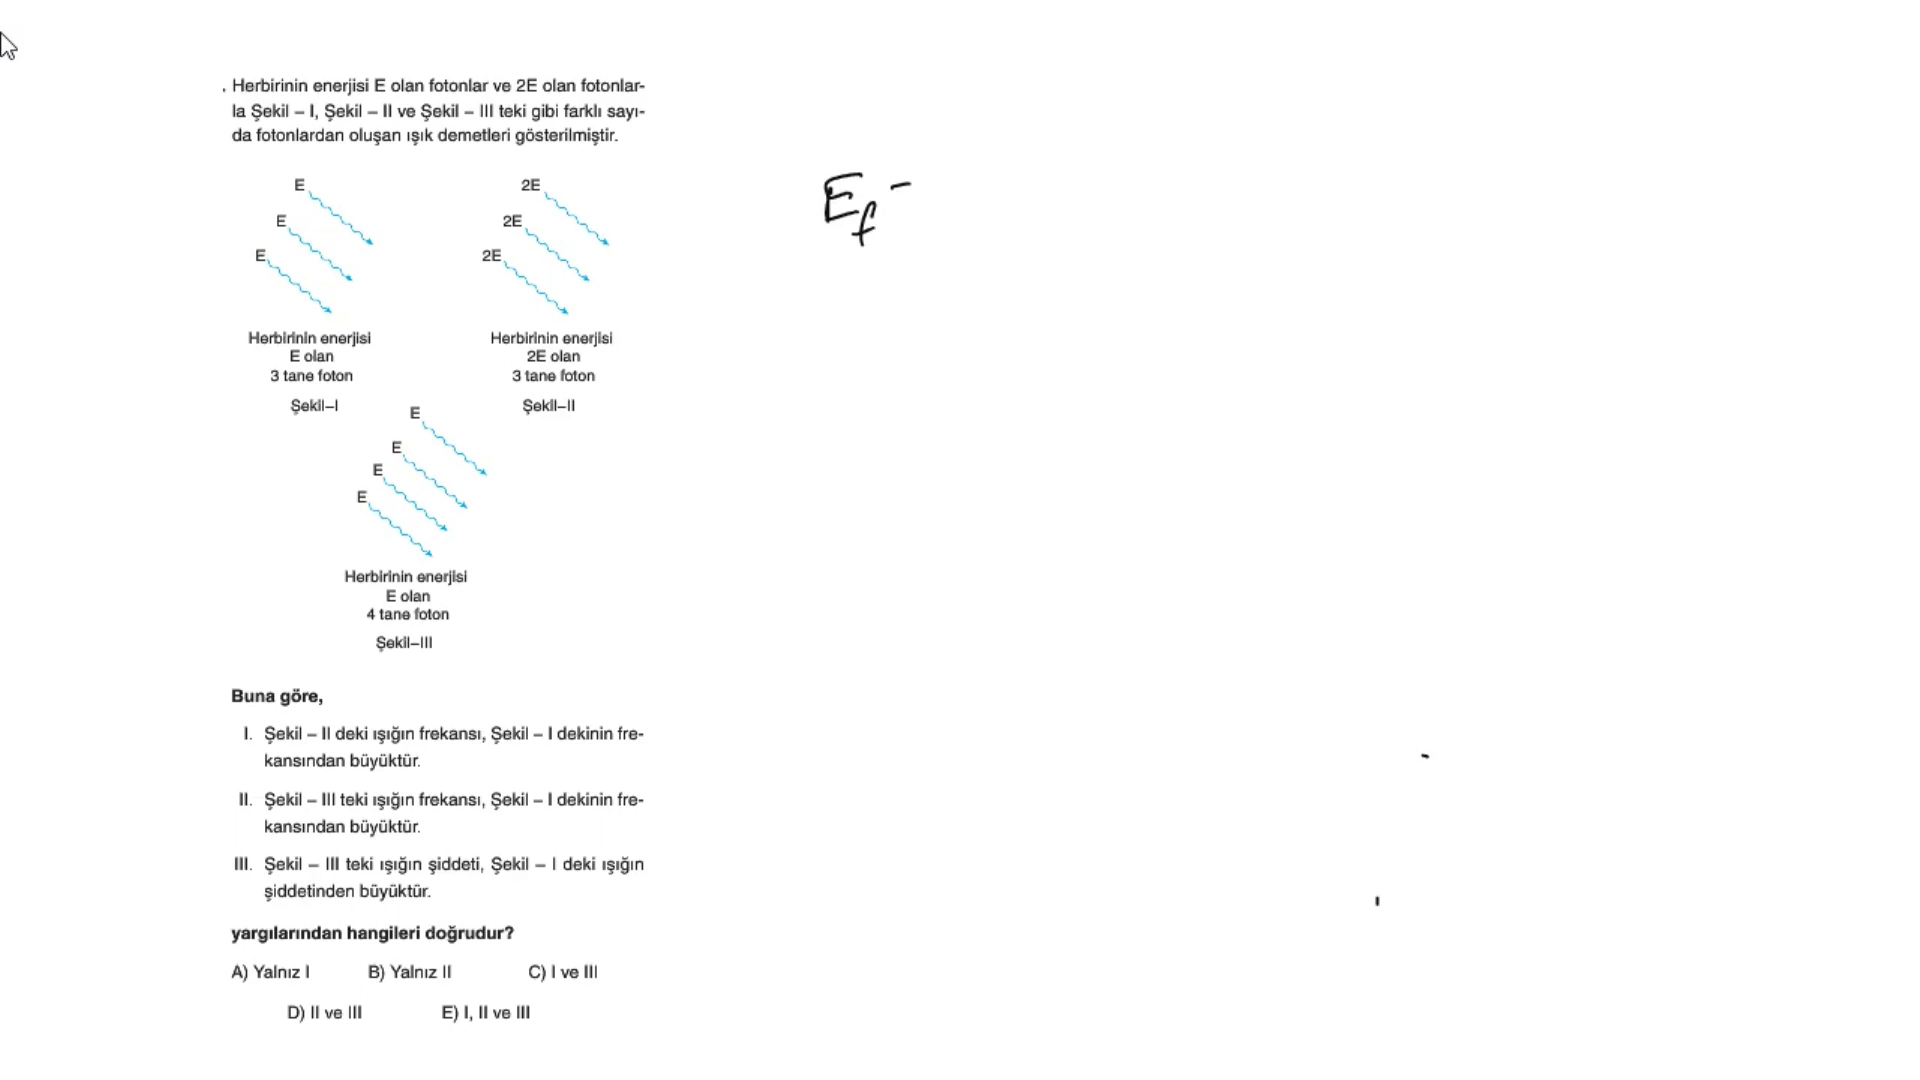 . Herbirinin enerjisi E olan fotonlar ve 2E olan fotonlar-
la Şekil – I, Şekil – II ve Şekil – III teki gibi farklı sayı-
da fotonlardan oluşan ışık demetleri gösterilmiştir.
E
E
E
Herbirinin enerjisi
E olan
3 tane foton
Şekil–I
2E
2E
2E
Herbirinin enerjisi
2E olan
3 tane foton
Şekil–II
E
E
E
E
Herbirinin enerjisi
E olan
4 tane foton
Şekil–III
Buna göre,
I. Şekil – II deki ışığın frekansı, Şekil – I dekinin fre-
kansından büyüktür.
II. Şekil – III teki ışığın frekansı, Şekil – I dekinin fre-
kansından büyüktür.
III. Şekil – III teki ışığın şiddeti, Şekil – I deki ışığın
şiddetinden büyüktür.
yargılarından hangileri doğrudur?
A) Yalnız I B) Yalnız II C) I ve III
D) II ve III E) I, II ve III
Ef -